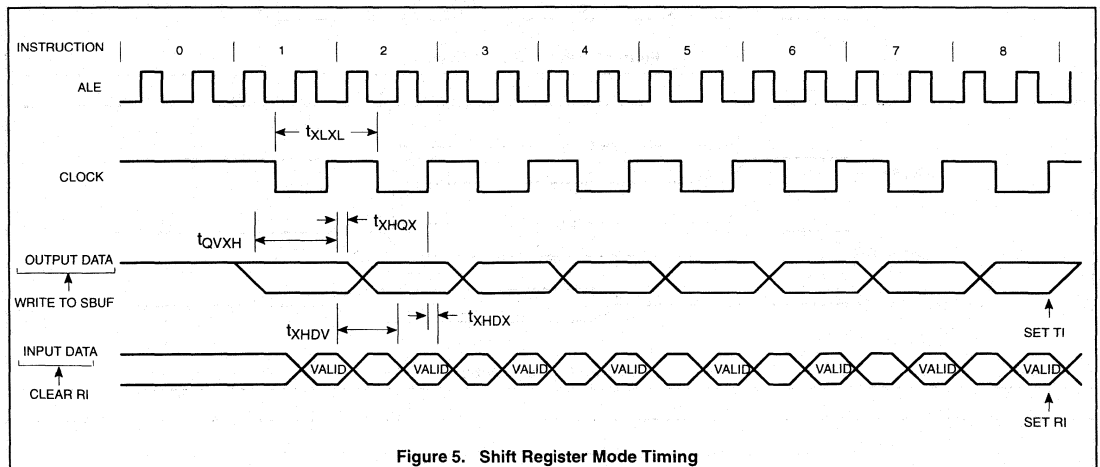 INSTRUCTION 0 1 2 3 4 5 6 7 8
ALE
tXLXL
CLOCK
tQVXH tXHQX
OUTPUT DATA
WRITE TO SBUF
tXHDV tXHDX
SET TI
INPUT DATA
VALID VALID VALID VALID VALID VALID VALID VALID
CLEAR RI
SET RI
Figure 5. Shift Register Mode Timing